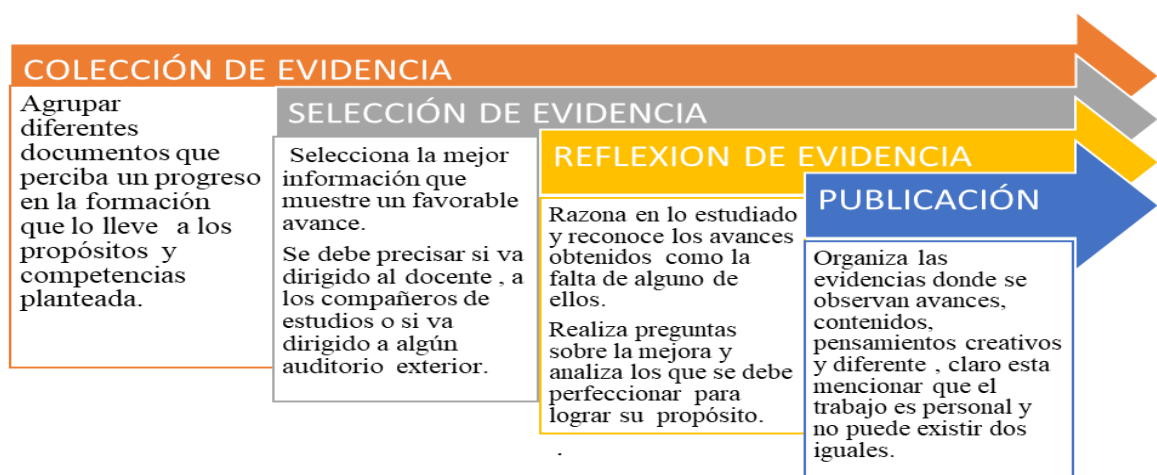 COLECCIÓN DE EVIDENCIA
Agrupar
diferentes
documentos que
perciba un progreso
en la formación
que lo lleve a los
propósitos y
competencias
planteada.
SELECCIÓN DE EVIDENCIA
Selecciona la mejor
información que
muestre un favorable
avance.
Se debe precisar si va
dirigido al docente , a
los compañeros de
estudios o si va
dirigido a algún
auditorio exterior.
REFLEXION DE EVIDENCIA
Razona en lo estudiado
y reconoce los avances
obtenidos como la
falta de alguno de
ellos.
Realiza preguntas
sobre la mejora y
analiza los que se debe
perfeccionar para
lograr su propósito.
.
PUBLICACIÓN
Organiza las
evidencias donde se
observan avances,
contenidos,
pensamientos creativos
y diferente , claro esta
mencionar que el
trabajo es personal y
no puede existir dos
iguales.